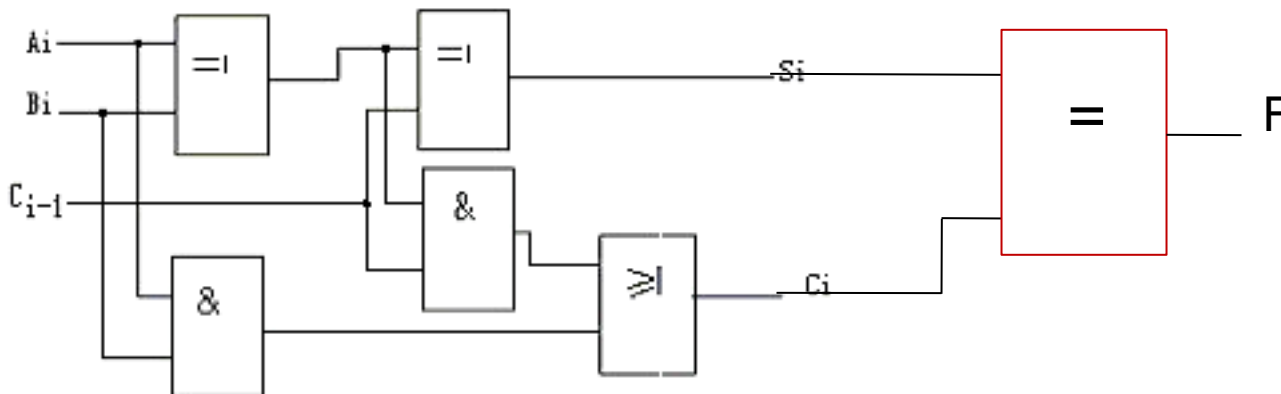 Ai
=1
=1
Si
=
F
Bi
Ci-1
&
&
≥1
Ci